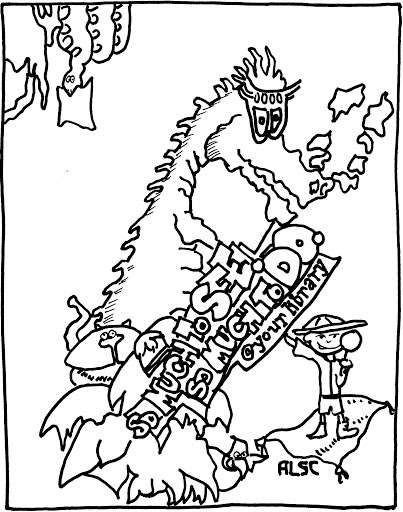 SO MUCH TO SEE.
SO MUCH TO DO.
@ your library
ALSC